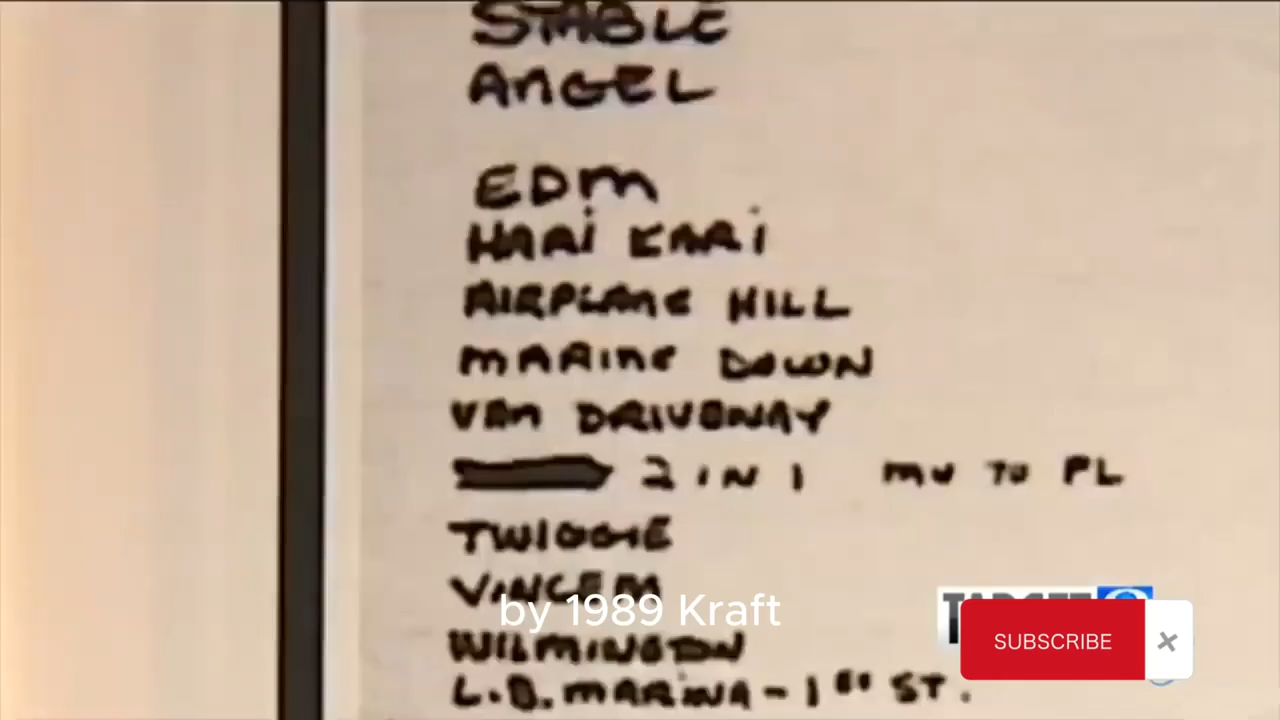 STABLE
ANGEL
EDM
HARi KARi
AIRPLANE HILL
MARINE DOWN
VAN DRIVEWAY
2 IN 1 MV TO PL
TWIGGIE
VINCE M
WILMINGTON
L.B. MARINA - 1ST ST.
by 1989 Kraft
SUBSCRIBE